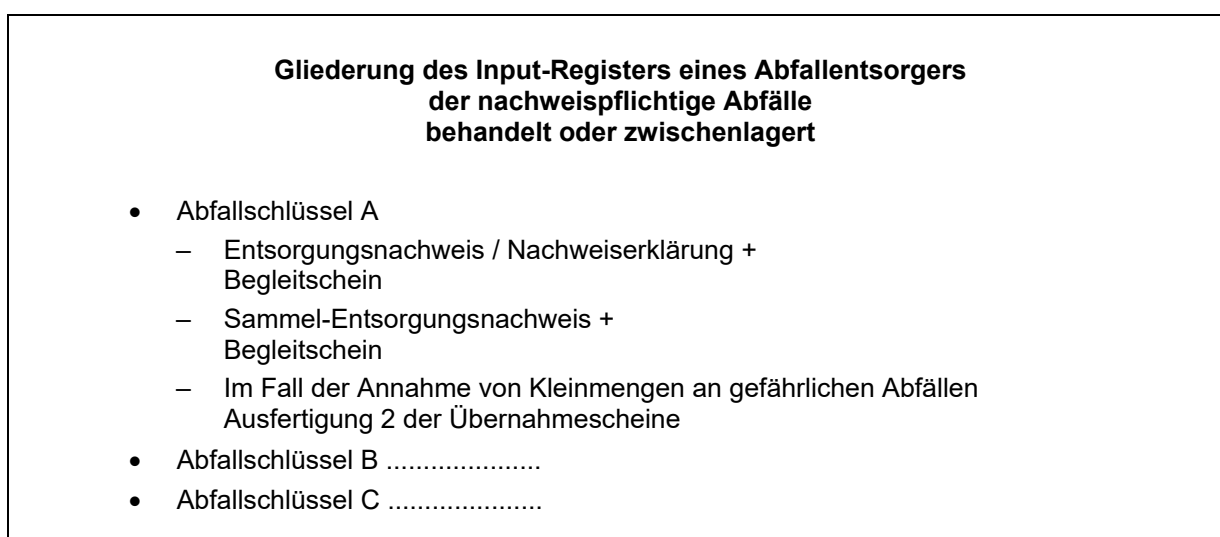 Gliederung des Input-Registers eines Abfallentsorgers
der nachweispflichtige Abfälle
behandelt oder zwischenlagert
• Abfallschlüssel A
– Entsorgungsnachweis / Nachweiserklärung +
Begleitschein
– Sammel-Entsorgungsnachweis +
Begleitschein
– Im Fall der Annahme von Kleinmengen an gefährlichen Abfällen
Ausfertigung 2 der Übernahmescheine
• Abfallschlüssel B .....................
• Abfallschlüssel C .....................